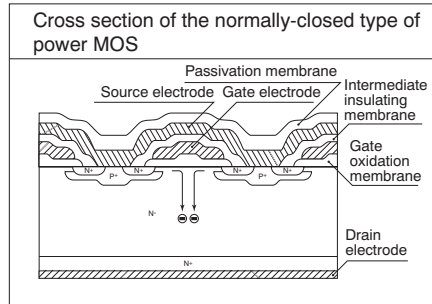 Cross section of the normally-closed type of
power MOS
Passivation membrane
Source electrode
Gate electrode
Intermediate
insulating
membrane
Gate
oxidation
membrane
N+
N+
N+
N+
P+
P+
N-
Drain
electrode
N+